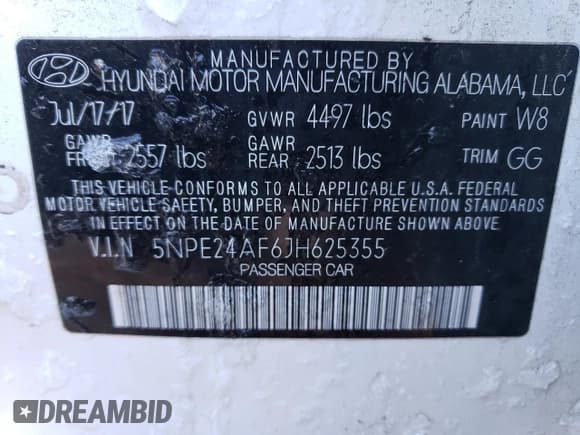 MANUFACTURED BY
HYUNDAI MOTOR MANUFACTURING ALABAMA, LLC
Jul/17/17 GVWR 4497 lbs PAINT W8
GAWR FRONT 2557 lbs GAWR REAR 2513 lbs TRIM GG
THIS VEHICLE CONFORMS TO ALL APPLICABLE U.S.A. FEDERAL
MOTOR VEHICLE SAFETY, BUMPER, AND THEFT PREVENTION STANDARDS
IN EFFECT ON THE DATE OF MANUFACTURE SHOWN ABOVE.
V.I.N 5NPE24AF6JH625355
PASSENGER CAR
DREAMBID